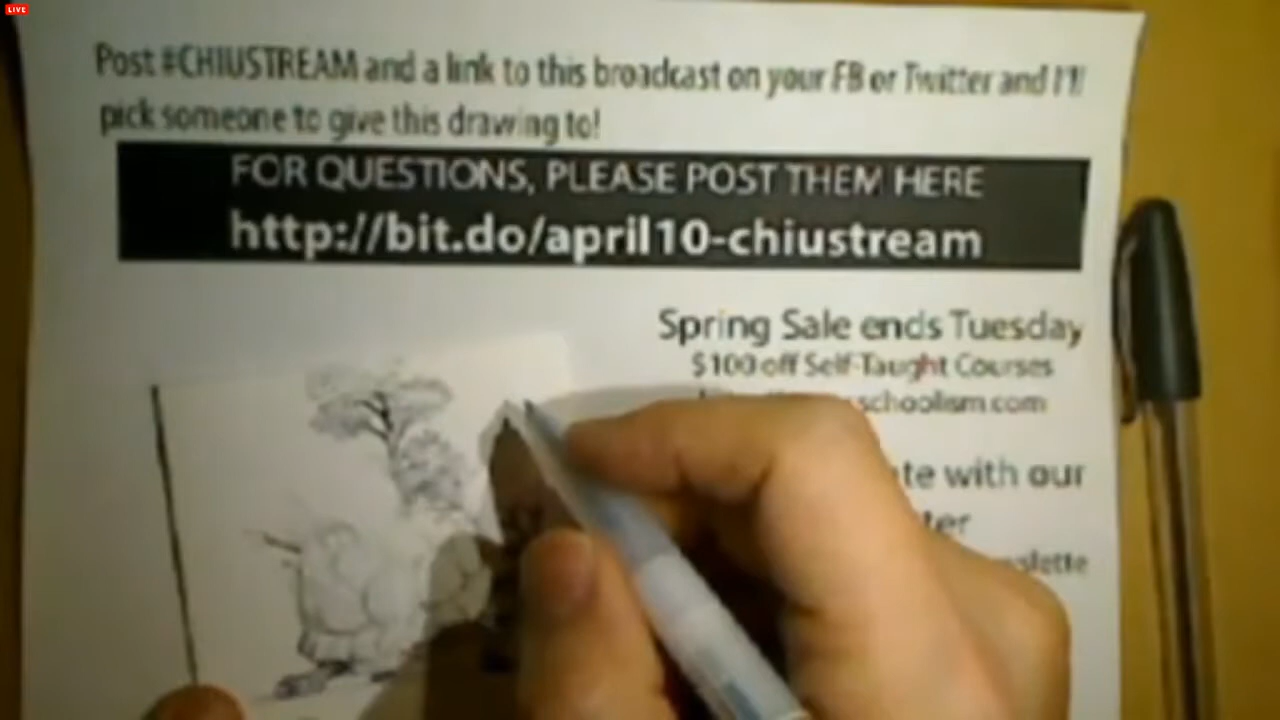 LIVE
Post #CHIUSTREAM and a link to this broadcast on your FB or Twitter and I'll
pick someone to give this drawing to!
FOR QUESTIONS, PLEASE POST THEM HERE
http://bit.do/april10-chiustream
Spring Sale ends Tuesday
$100 off Self-Taught Courses
schoolism.com
with our